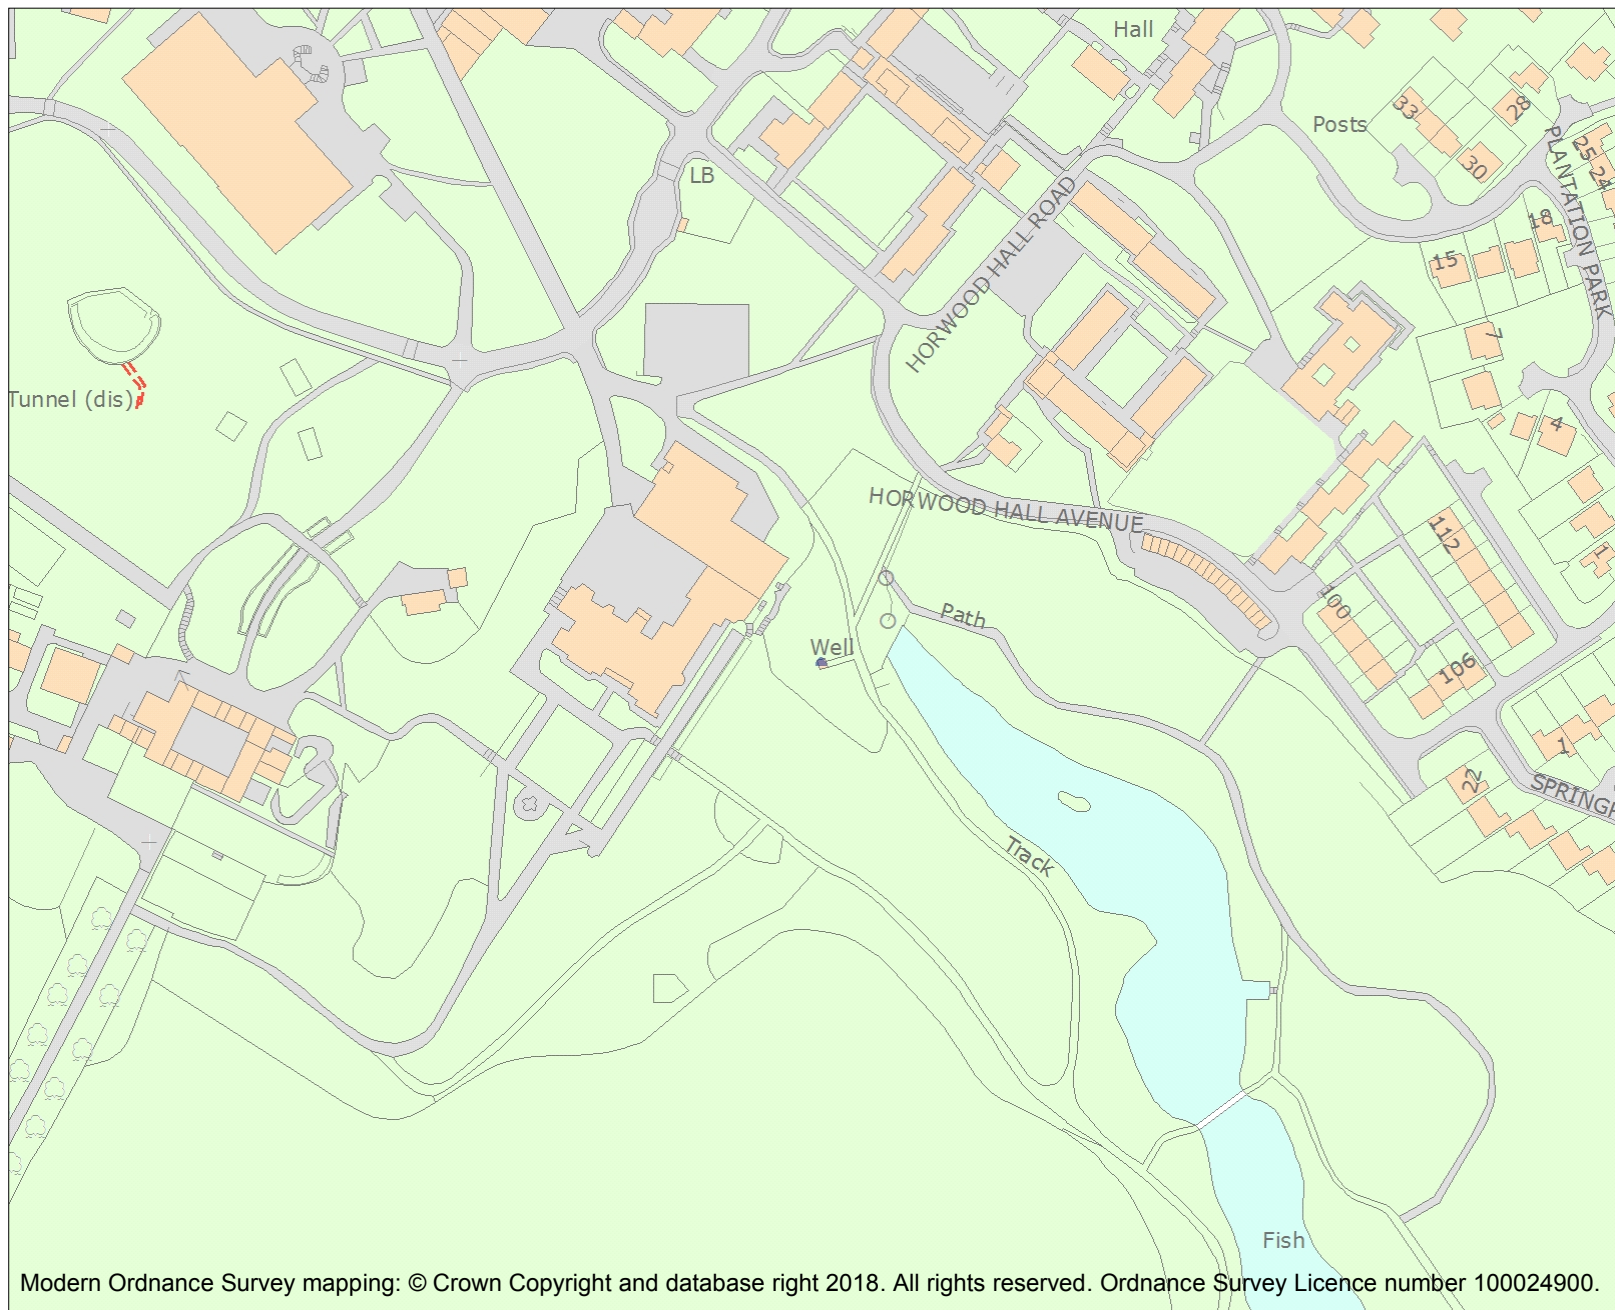 Hall
33
28
Posts
PLANTATION PARK
25
24
30
LB
HORWOOD HALL ROAD
18
15
7
Tunnel (dis)
4
HORWOOD HALL AVENUE
112
1
100
Path
Well
106
1
22
SPRINGF
Track
Fish
Modern Ordnance Survey mapping: © Crown Copyright and database right 2018. All rights reserved. Ordnance Survey Licence number 100024900.